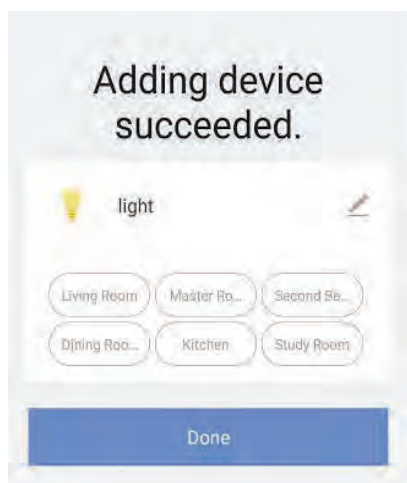 Adding device
succeeded.
light
Living Room Master Ro... Second Be...
Dining Roo... Kitchen Study Room
Done